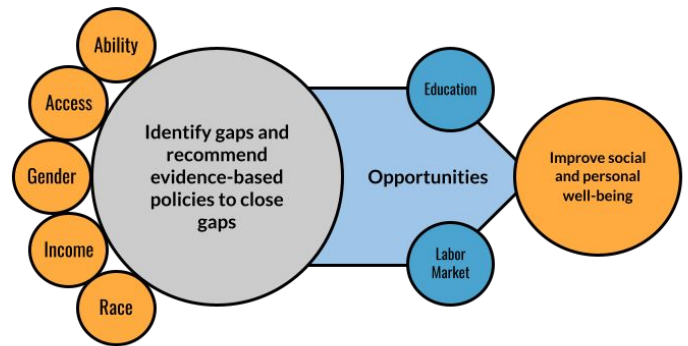 Ability
Access
Gender
Income
Race
Identify gaps and
recommend
evidence-based
policies to close
gaps
Education
Opportunities
Labor
Market
Improve social
and personal
well-being